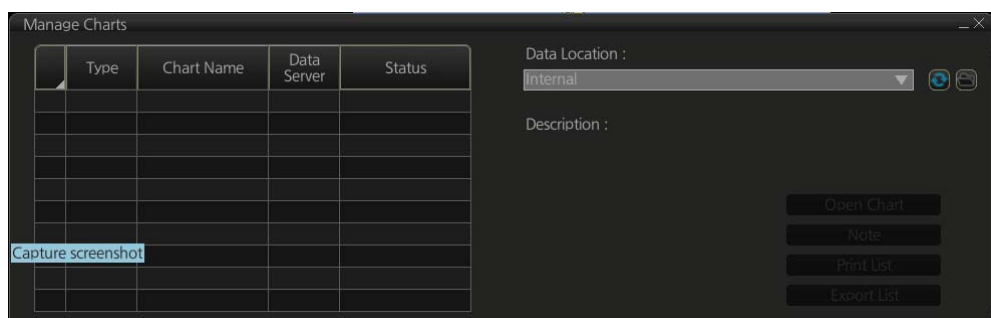 Manage Charts
Type
Chart Name
Data
Server
Status
Data Location :
Internal
Description :
Open Chart
Note
Capture screenshot
Print List
Export List